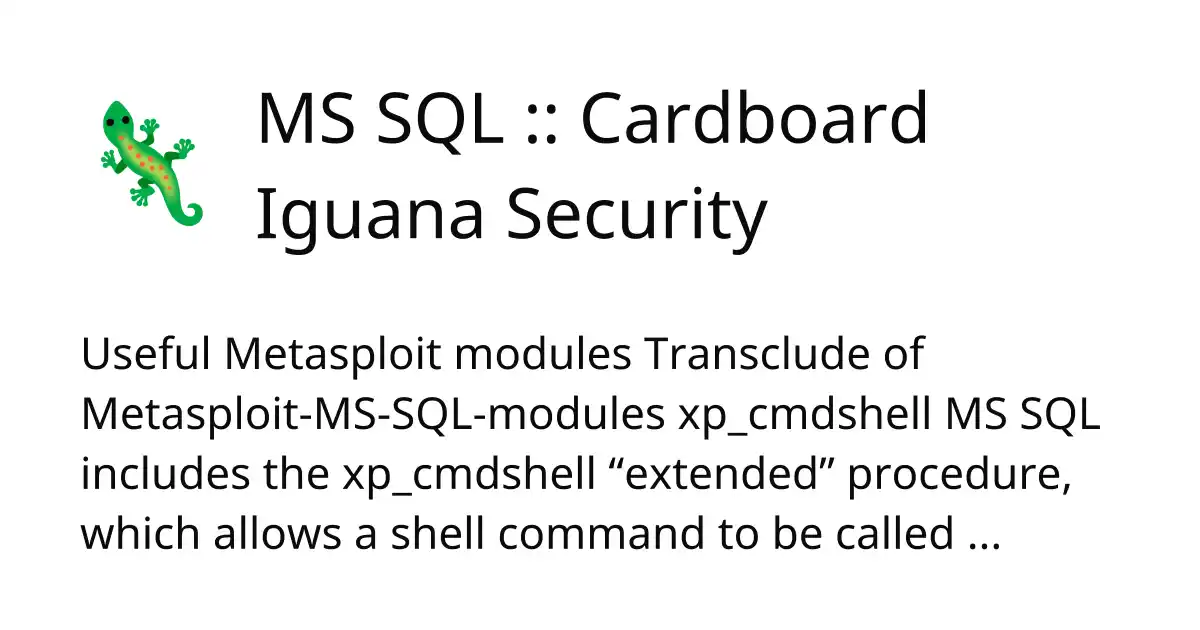 MS SQL :: Cardboard
Iguana Security
Useful Metasploit modules Transclude of
Metasploit-MS-SQL-modules xp_cmdshell MS SQL
includes the xp_cmdshell “extended” procedure,
which allows a shell command to be called ...